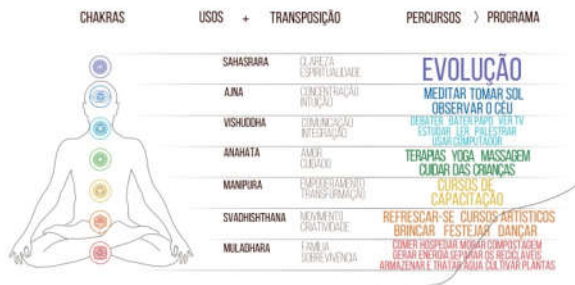 CHAKRAS USOS + TRANSPOSIÇÃO PERCURSOS > PROGRAMA
SAHASRARA CLAREZA ESPIRITUALIDADE EVOLUÇÃO
AJNA CONCENTRAÇÃO INTUIÇÃO MEDITAR TOMAR SOL
OBSERVAR O CÉU
VISHUDDHA COMUNICAÇÃO INTEGRAÇÃO DEBATER BATER PAPO VER TV
ESTUDAR LER PALESTRAR
USAR COMPUTADOR
ANAHATA AMOR CUIDADO TERAPIAS YOGA MASSAGEM
CUIDAR DAS CRIANÇAS
MANIPURA EMPODERAMENTO TRANSFORMAÇÃO CURSOS DE
CAPACITAÇÃO
SVADHISHTHANA MOVIMENTO CRIATIVIDADE REFRESCAR-SE CURSOS ARTÍSTICOS
BRINCAR FESTEJAR DANÇAR
MULADHARA FAMÍLIA SOBREVIVÊNCIA COMER HOSPEDAR MORAR COMPOSTAGEM
GERAR ENERGIA SEPARAR OS RECICLÁVEIS
ARMAZENAR E TRATAR ÁGUA CULTIVAR PLANTAS